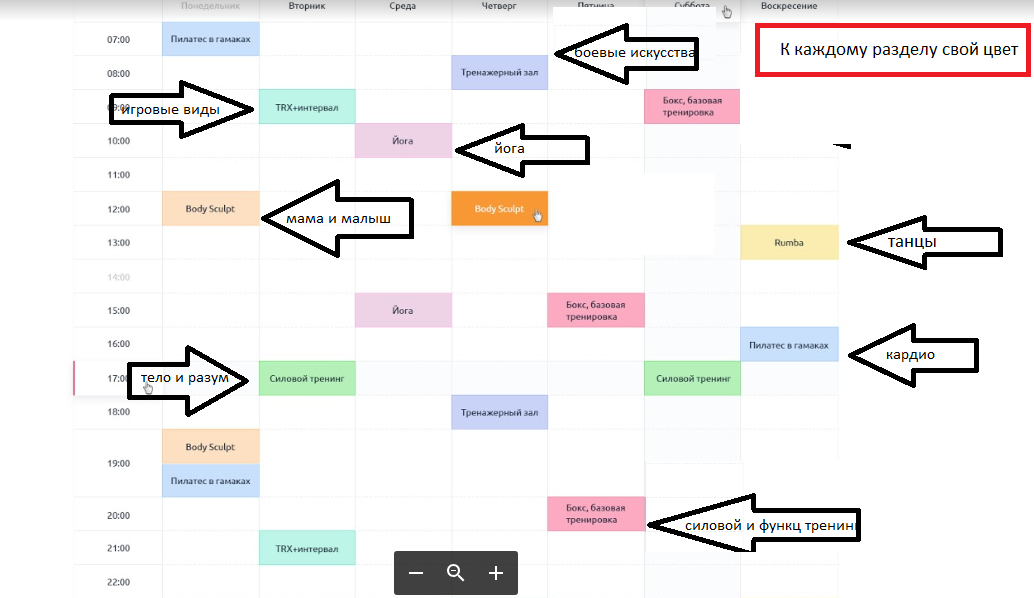 Понедельник Вторник Среда Четверг Пятница Суббота Воскресение
07:00 Пилатес в гамаках
боевые искусства
К каждому разделу свой цвет
08:00 Тренажерный зал
09:00 игровые виды TRX+интервал
Бокс, базовая
тренировка
10:00 Йога
йога
11:00
12:00 Body Sculpt
мама и малыш
Body Sculpt
13:00 Rumba
танцы
14:00
15:00 Йога
Бокс, базовая
тренировка
16:00 Пилатес в гамаках
кардио
17:00 тело и разум Силовой тренинг Силовой тренинг
18:00 Тренажерный зал
Body Sculpt
19:00
Пилатес в гамаках
20:00
Бокс, базовая
тренировка
силовой и функц тренин
21:00 TRX+интервал
22:00